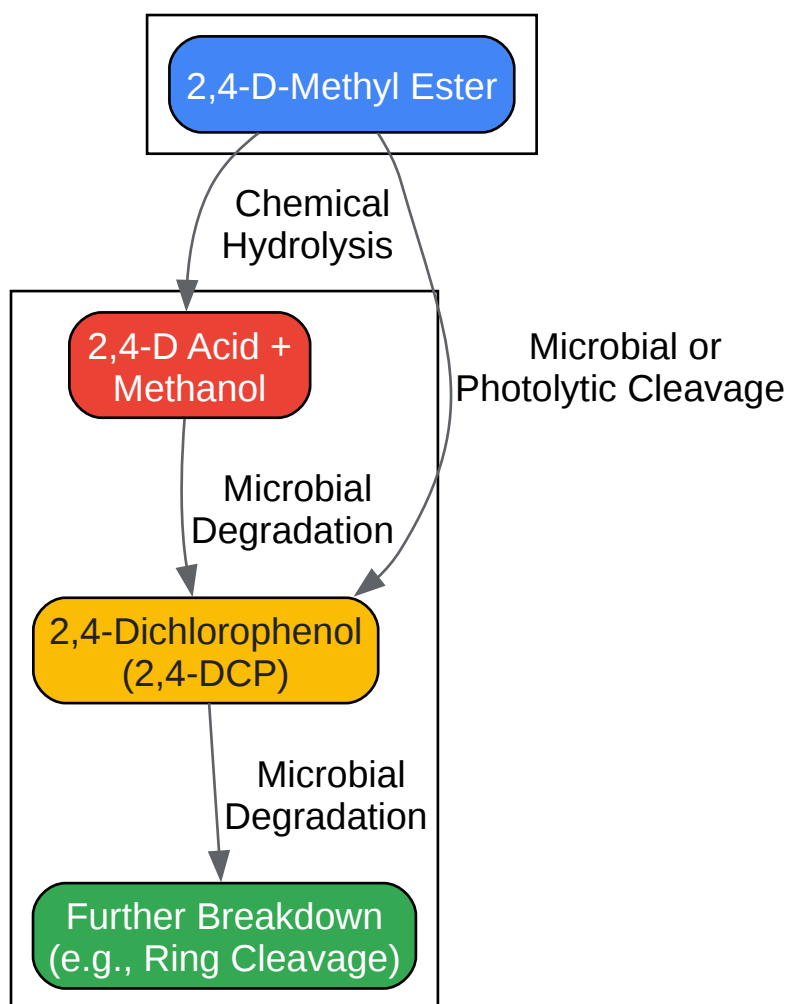 2,4-D-Methyl Ester
Chemical
Hydrolysis
2,4-D Acid +
Methanol
Microbial or
Photolytic Cleavage
Microbial
Degradation
2,4-Dichlorophenol
(2,4-DCP)
Microbial
Degradation
Further Breakdown
(e.g., Ring Cleavage)